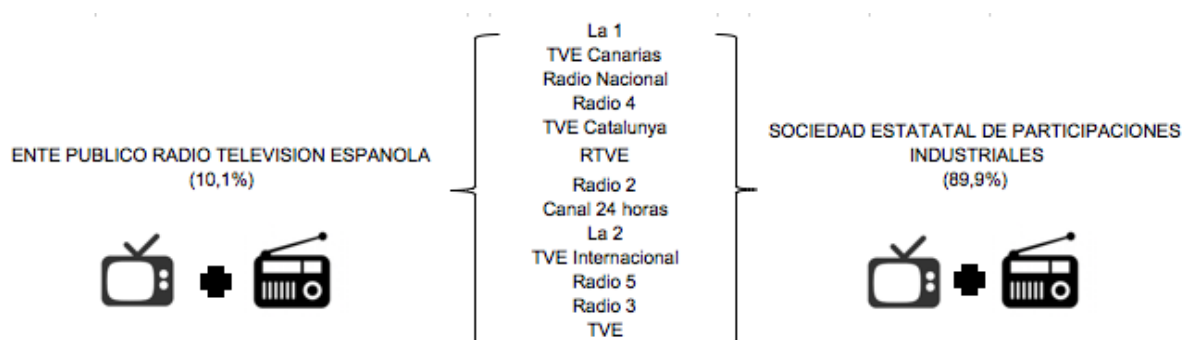 ENTE PUBLICO RADIO TELEVISION ESPANOLA
(10,1%)
La 1
TVE Canarias
Radio Nacional
Radio 4
TVE Catalunya
RTVE
Radio 2
Canal 24 horas
La 2
TVE Internacional
Radio 5
Radio 3
TVE
SOCIEDAD ESTATATAL DE PARTICIPACIONES
INDUSTRIALES
(89,9%)